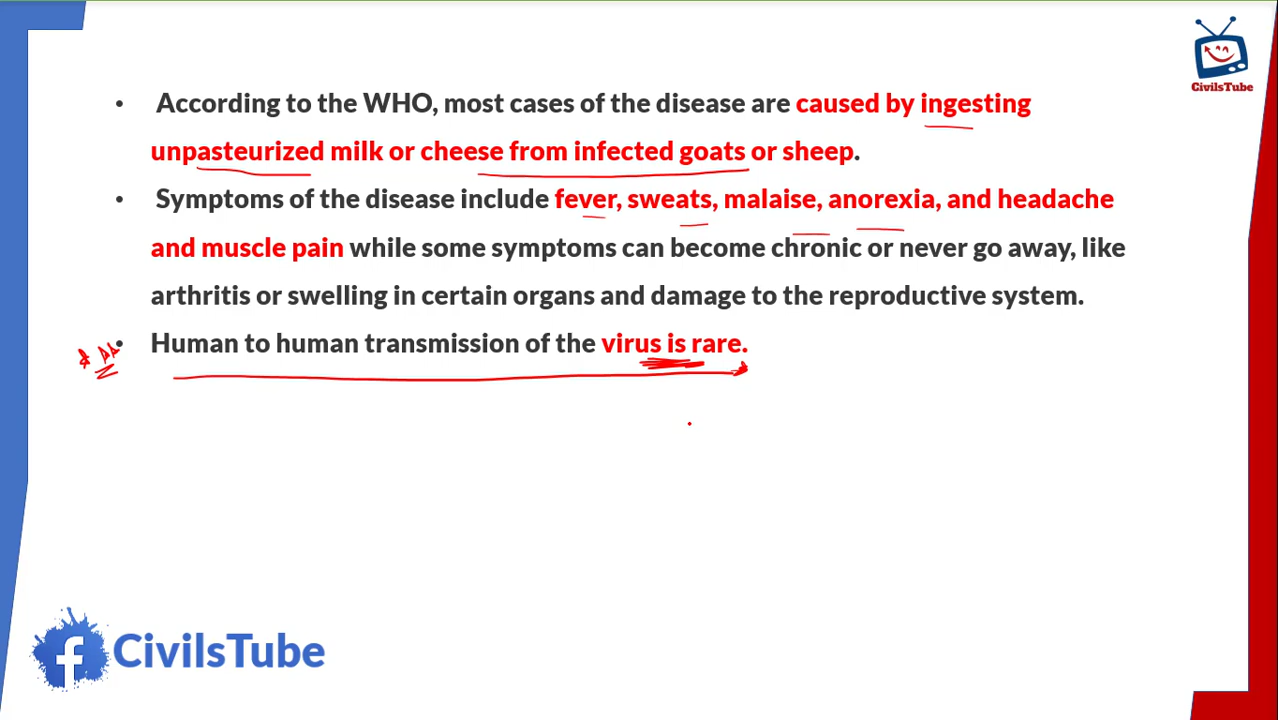 CivilsTube
• According to the WHO, most cases of the disease are caused by ingesting
unpasteurized milk or cheese from infected goats or sheep.
• Symptoms of the disease include fever, sweats, malaise, anorexia, and headache
and muscle pain while some symptoms can become chronic or never go away, like
arthritis or swelling in certain organs and damage to the reproductive system.
• Human to human transmission of the virus is rare.
f CivilsTube